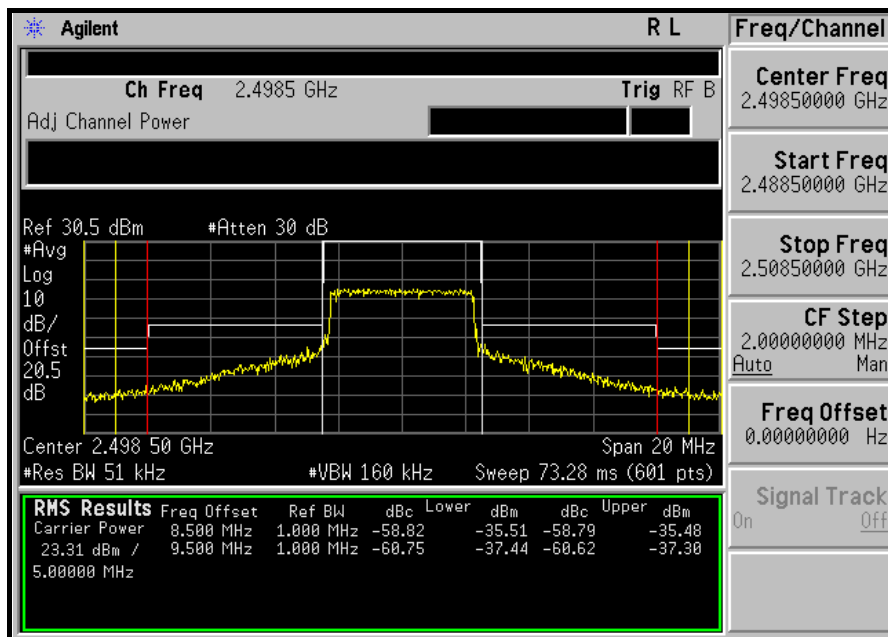 Agilent R L Freq/Channel
Ch Freq 2.4985 GHz Trig RF B
Adj Channel Power
Center Freq
2.49850000 GHz
Start Freq
2.48850000 GHz
Stop Freq
2.50850000 GHz
CF Step
2.00000000 MHz
Auto Man
Freq Offset
0.00000000 Hz
Signal Track
On Off
Ref 30.5 dBm #Atten 30 dB
#Avg
Log
10
dB/
Offst
20.5
dB
Center 2.498 50 GHz Span 20 MHz
#Res BW 51 kHz #VBW 160 kHz Sweep 73.28 ms (601 pts)
RMS Results Freq Offset Ref BW dBc Lower dBm dBc Upper dBm
Carrier Power 8.500 MHz 1.000 MHz -58.82 -35.51 -58.79 -35.48
23.31 dBm / 9.500 MHz 1.000 MHz -60.75 -37.44 -60.62 -37.30
5.00000 MHz